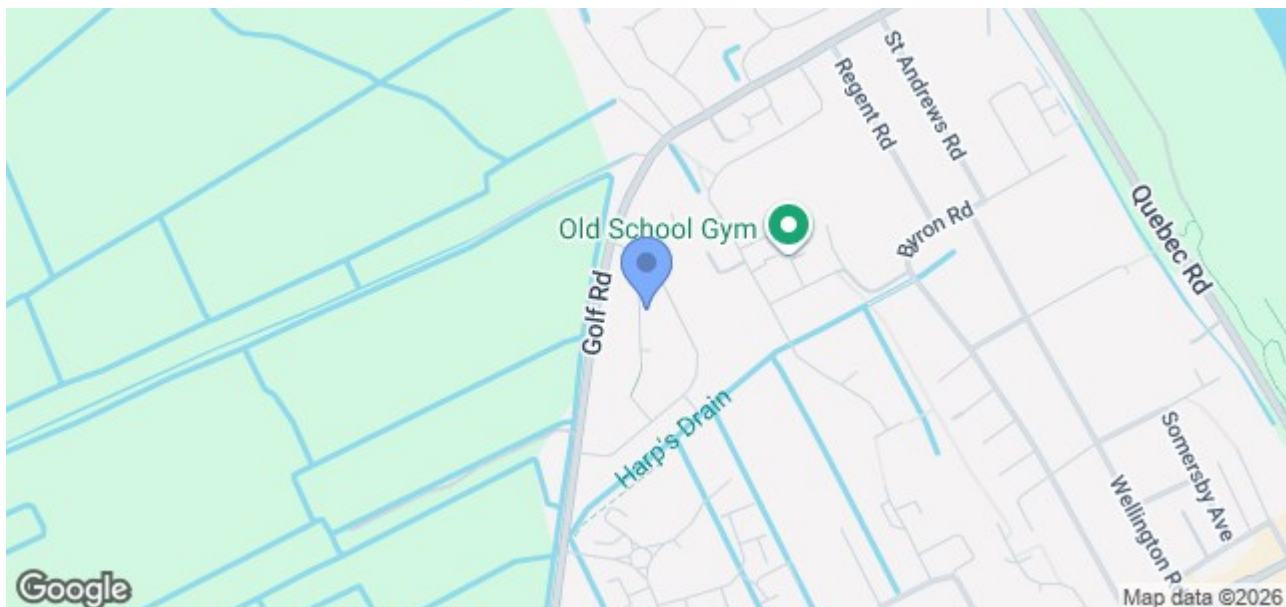 St Andrews Rd
Regent Rd
Quebec Rd
Old School Gym
Byron Rd
Golf Rd
Harp's Drain
Somersby Ave
Wellington R
Google
Map data ©2026